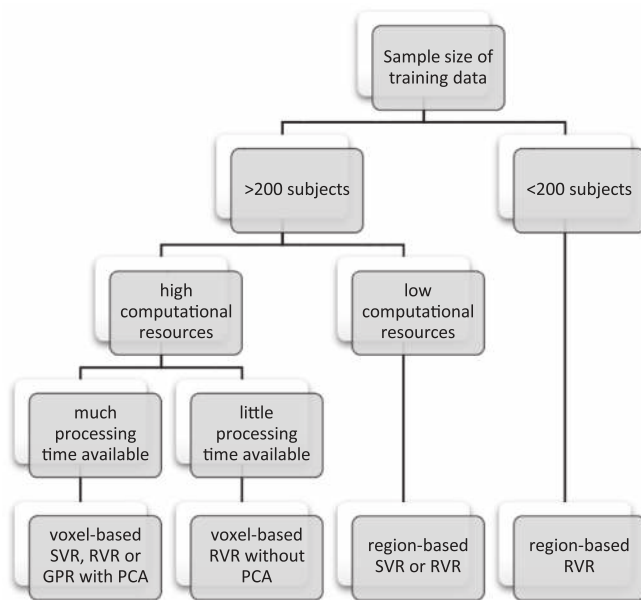 Sample size of
training data
>200 subjects
<200 subjects
high
computational
resources
low
computational
resources
much
processing
time available
little
processing
time available
voxel-based
SVR, RVR or
GPR with PCA
voxel-based
RVR without
PCA
region-based
SVR or RVR
region-based
RVR